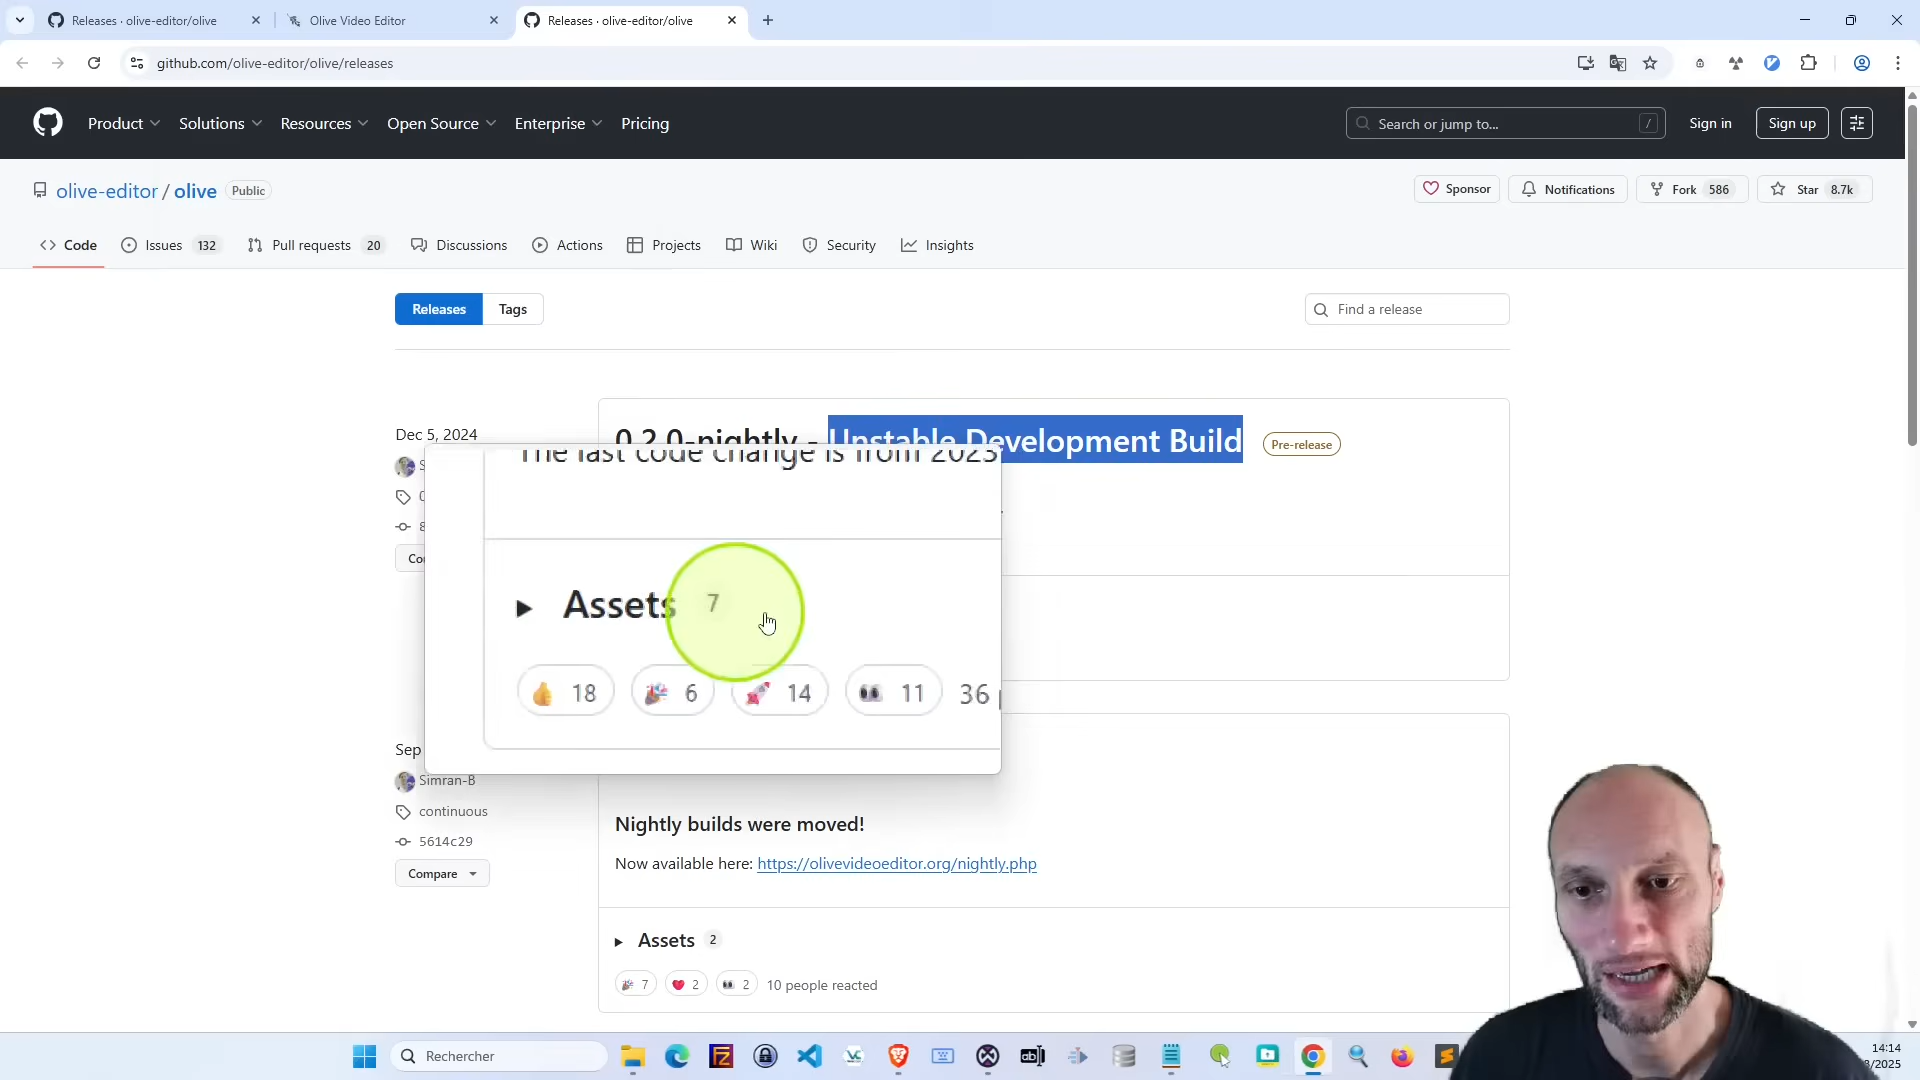 Releases · olive-editor/olive
Olive Video Editor
Releases · olive-editor/olive
github.com/olive-editor/olive/releases
Product
Solutions
Resources
Open Source
Enterprise
Pricing
Search or jump to...
/
Sign in
Sign up
olive-editor / olive
Public
Sponsor
Notifications
Fork 586
Star 8.7k
Code
Issues 132
Pull requests 20
Discussions
Actions
Projects
Wiki
Security
Insights
Releases
Tags
Find a release
Dec 5, 2024
0.2.0-nightly - Unstable Development Build
Pre-release
The last code change is from 2023
Assets 7
18
6
14
11
36
Sep
Simran-B
continuous
5614c29
Compare
Nightly builds were moved!
Now available here: https://olivevideoeditor.org/nightly.php
Assets 2
7
2
2
10 people reacted
Rechercher
14:14
/2025